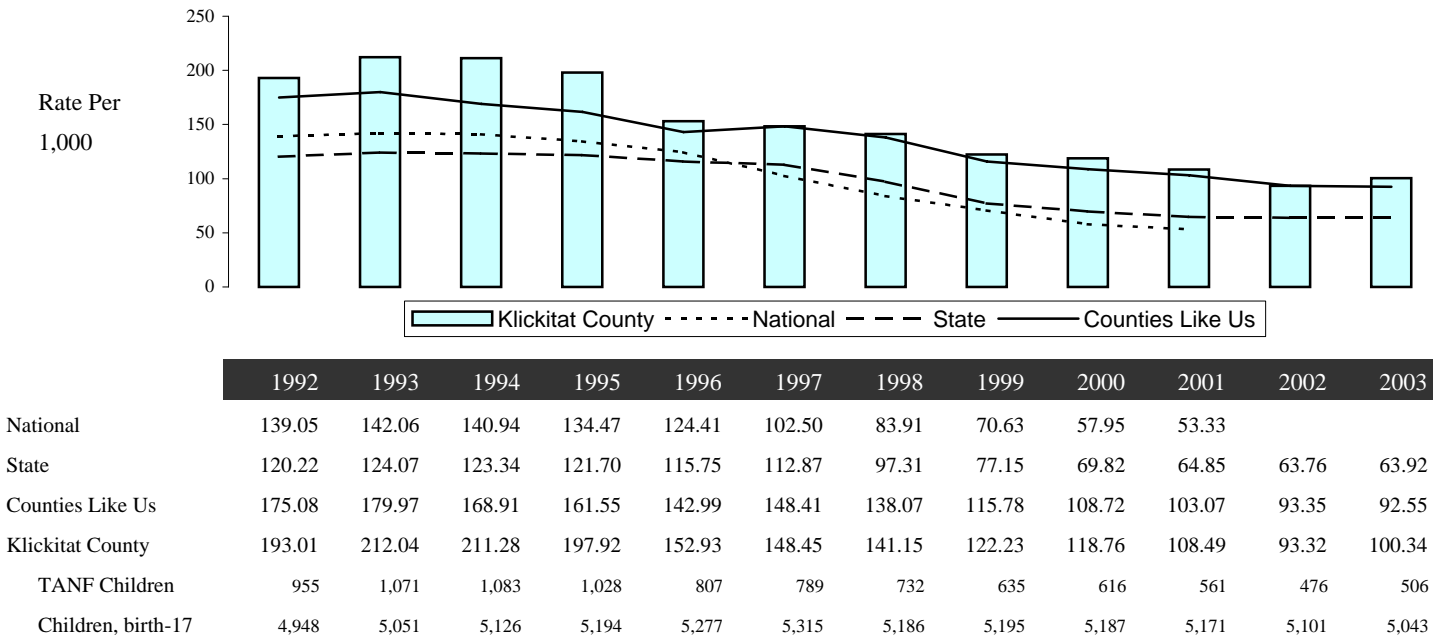 250
200
150
100
50
0
Rate Per
1,000
Klickitat County National State Counties Like Us
1992 1993 1994 1995 1996 1997 1998 1999 2000 2001 2002 2003
National 139.05 142.06 140.94 134.47 124.41 102.50 83.91 70.63 57.95 53.33
State 120.22 124.07 123.34 121.70 115.75 112.87 97.31 77.15 69.82 64.85 63.76 63.92
Counties Like Us 175.08 179.97 168.91 161.55 142.99 148.41 138.07 115.78 108.72 103.07 93.35 92.55
Klickitat County 193.01 212.04 211.28 197.92 152.93 148.45 141.15 122.23 118.76 108.49 93.32 100.34
TANF Children 955 1,071 1,083 1,028 807 789 732 635 616 561 476 506
Children, birth-17 4,948 5,051 5,126 5,194 5,277 5,315 5,186 5,195 5,187 5,171 5,101 5,043